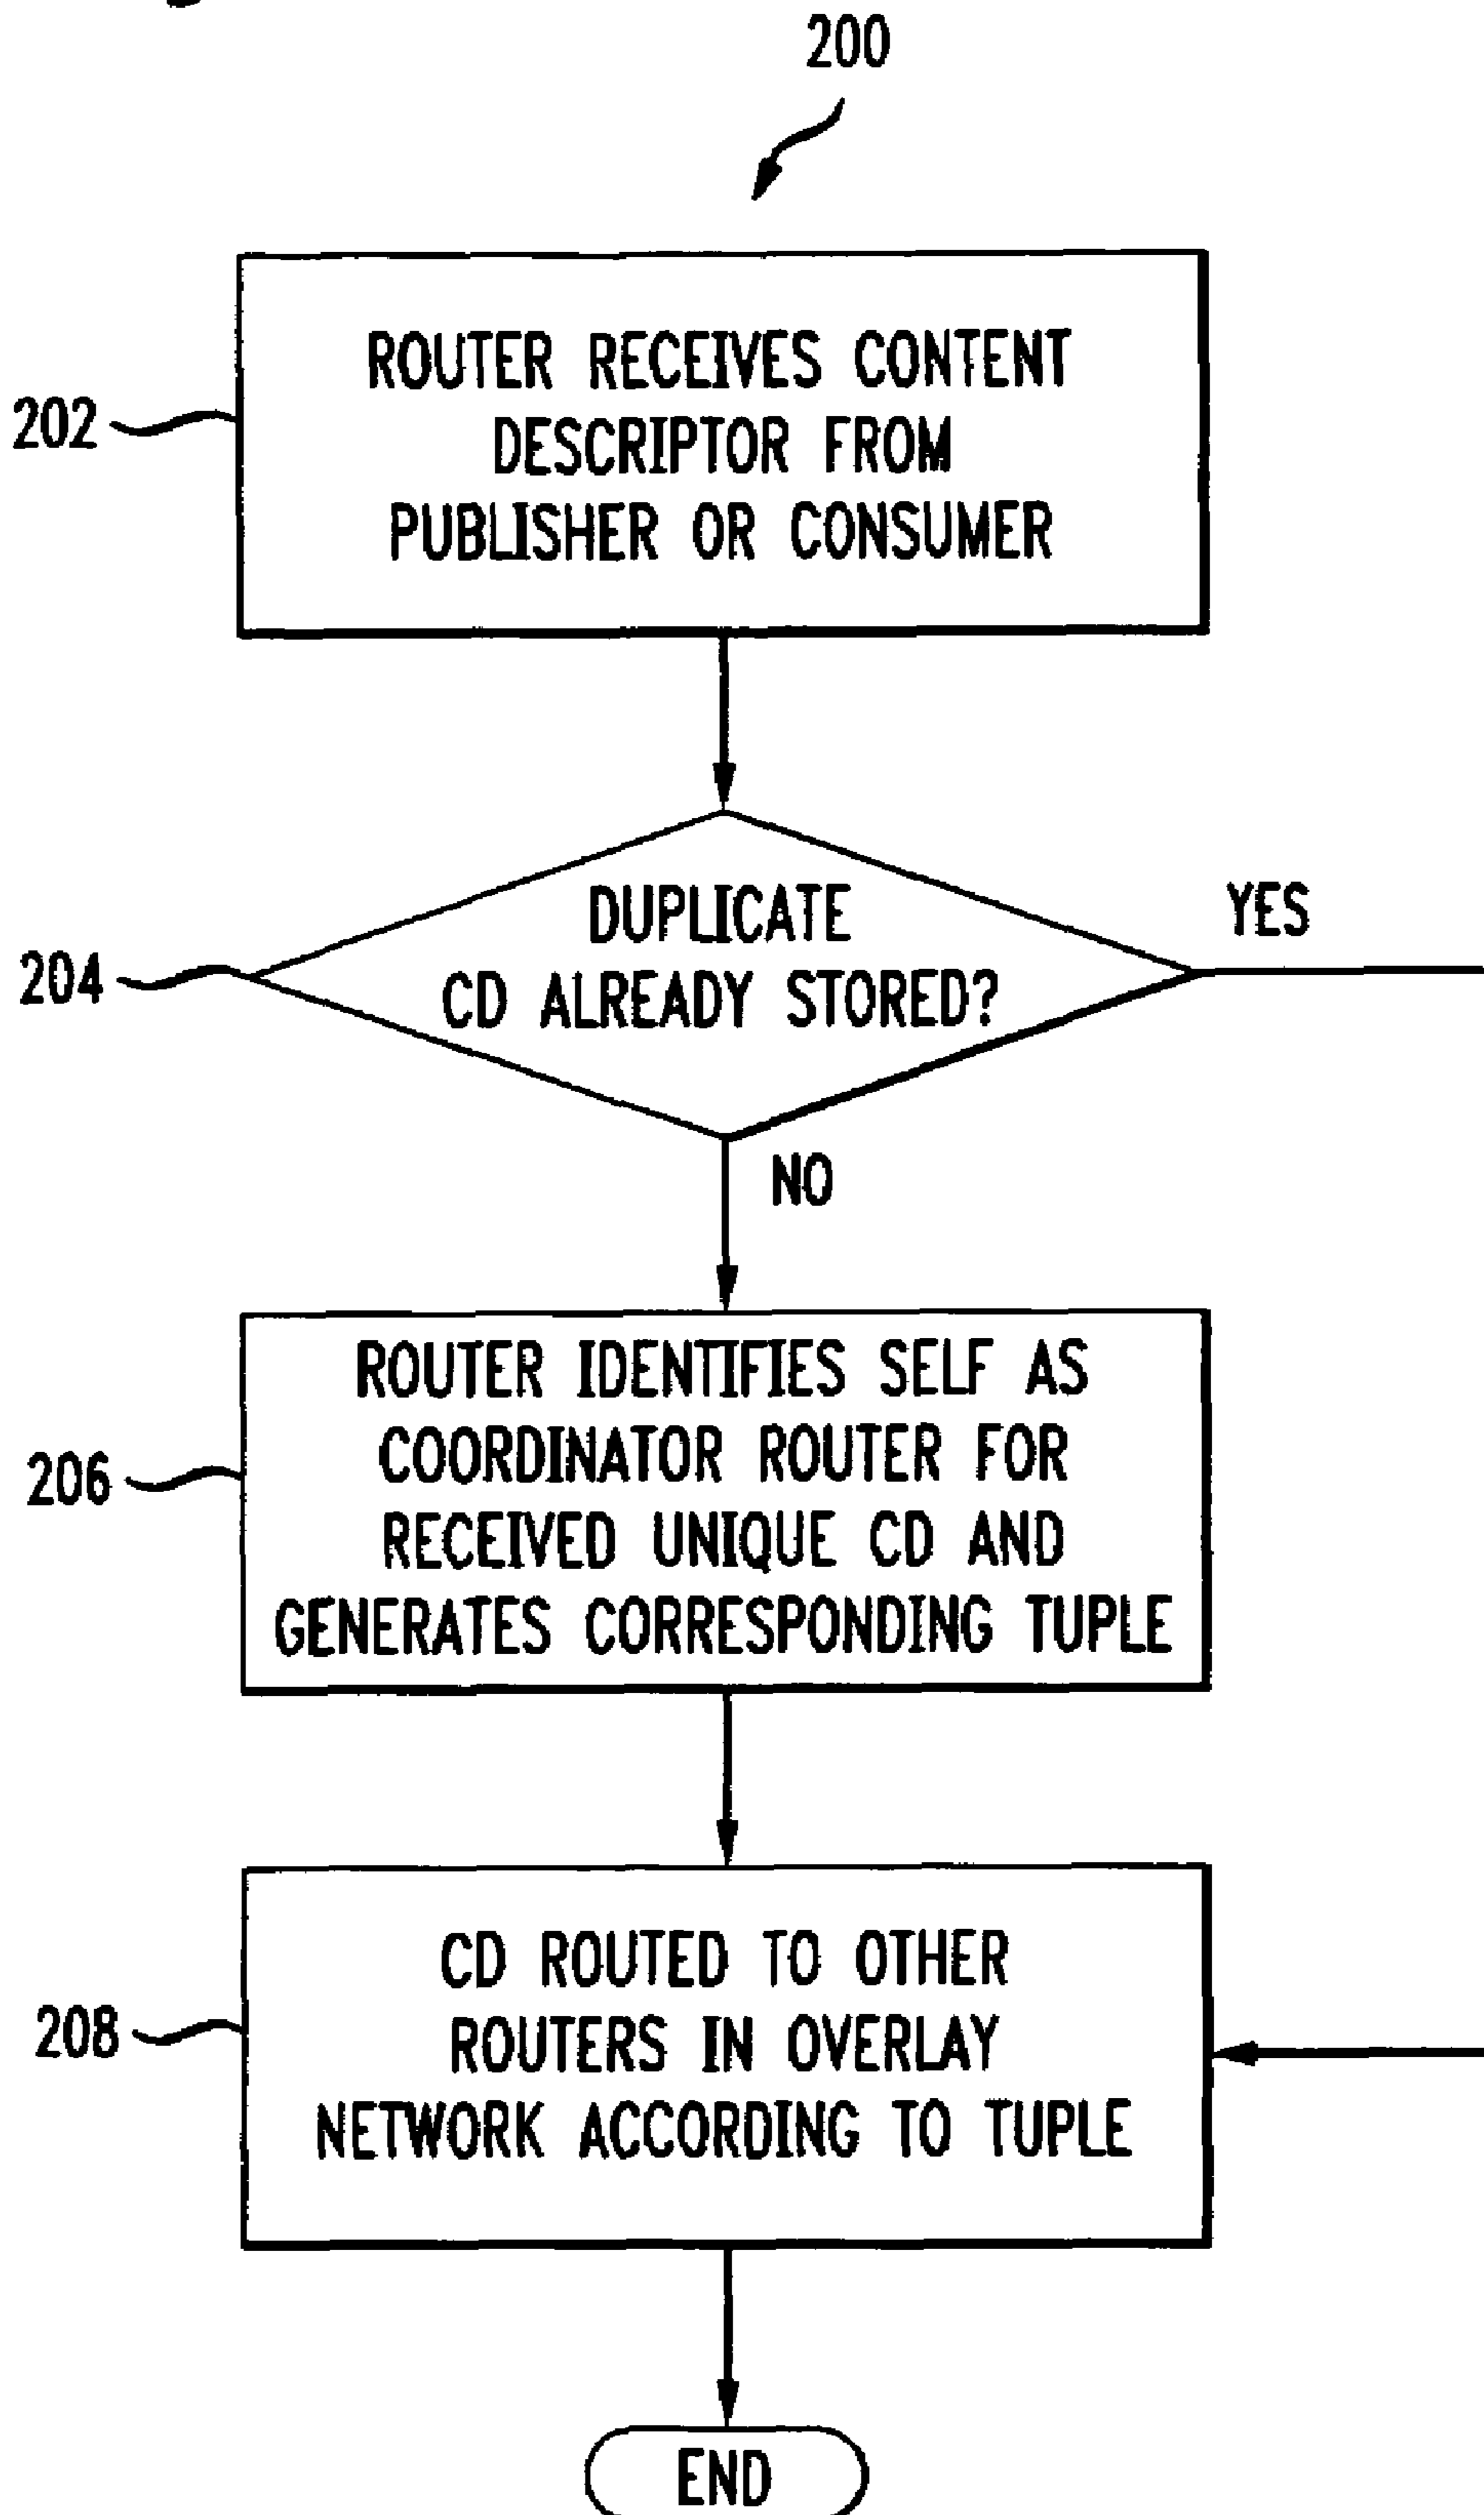 200
202
ROUTER RECEIVES CONTENT
DESCRIPTOR FROM
PUBLISHER OR CONSUMER
204
DUPLICATE
CD ALREADY STORED?
YES
NO
206
ROUTER IDENTIFIES SELF AS
COORDINATOR ROUTER FOR
RECEIVED UNIQUE CD AND
GENERATES CORRESPONDING TUPLE
208
CD ROUTED TO OTHER
ROUTERS IN OVERLAY
NETWORK ACCORDING TO TUPLE
END